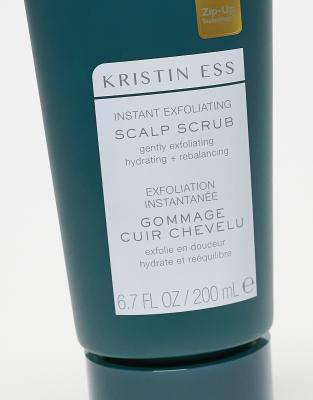 Zip-Up
Technology
KRISTIN ESS
INSTANT EXFOLIATING
SCALP SCRUB
gently exfoliating
hydrating + rebalancing
EXFOLIATION
INSTANTANÉE
GOMMAGE
CUIR CHEVELU
exfolie en douceur
hydrate et rééquilibre
6.7 FL OZ / 200 mL ℮